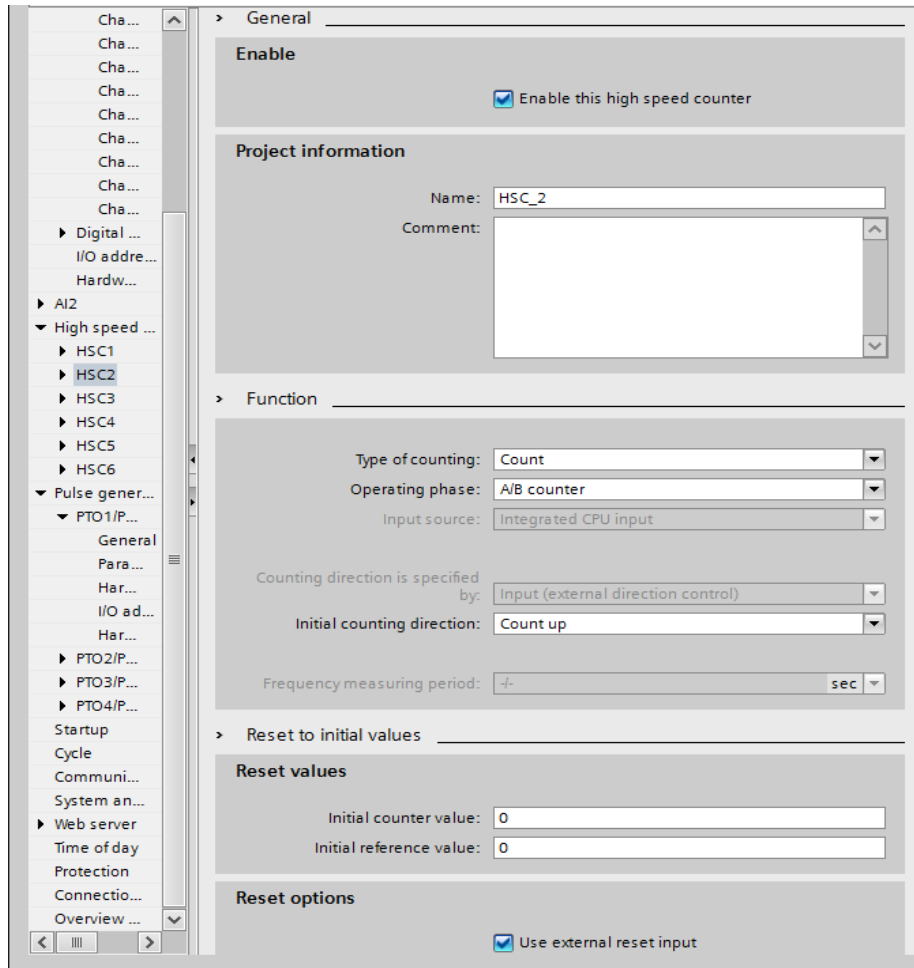 Cha...
Cha...
Cha...
Cha...
Cha...
Cha...
Cha...
Cha...
Cha...
Digital ...
I/O addre...
Hardw...
AI2
High speed ...
HSC1
HSC2
HSC3
HSC4
HSC5
HSC6
Pulse gener...
PTO1/P...
General
Para...
Har...
I/O ad...
Har...
PTO2/P...
PTO3/P...
PTO4/P...
Startup
Cycle
Communi...
System an...
Web server
Time of day
Protection
Connectio...
Overview ...
General
Enable
Enable this high speed counter
Project information
Name: HSC_2
Comment:
Function
Type of counting: Count
Operating phase: A/B counter
Input source: Integrated CPU input
Counting direction is specified
by: Input (external direction control)
Initial counting direction: Count up
Frequency measuring period: -/- sec
Reset to initial values
Reset values
Initial counter value: 0
Initial reference value: 0
Reset options
Use external reset input